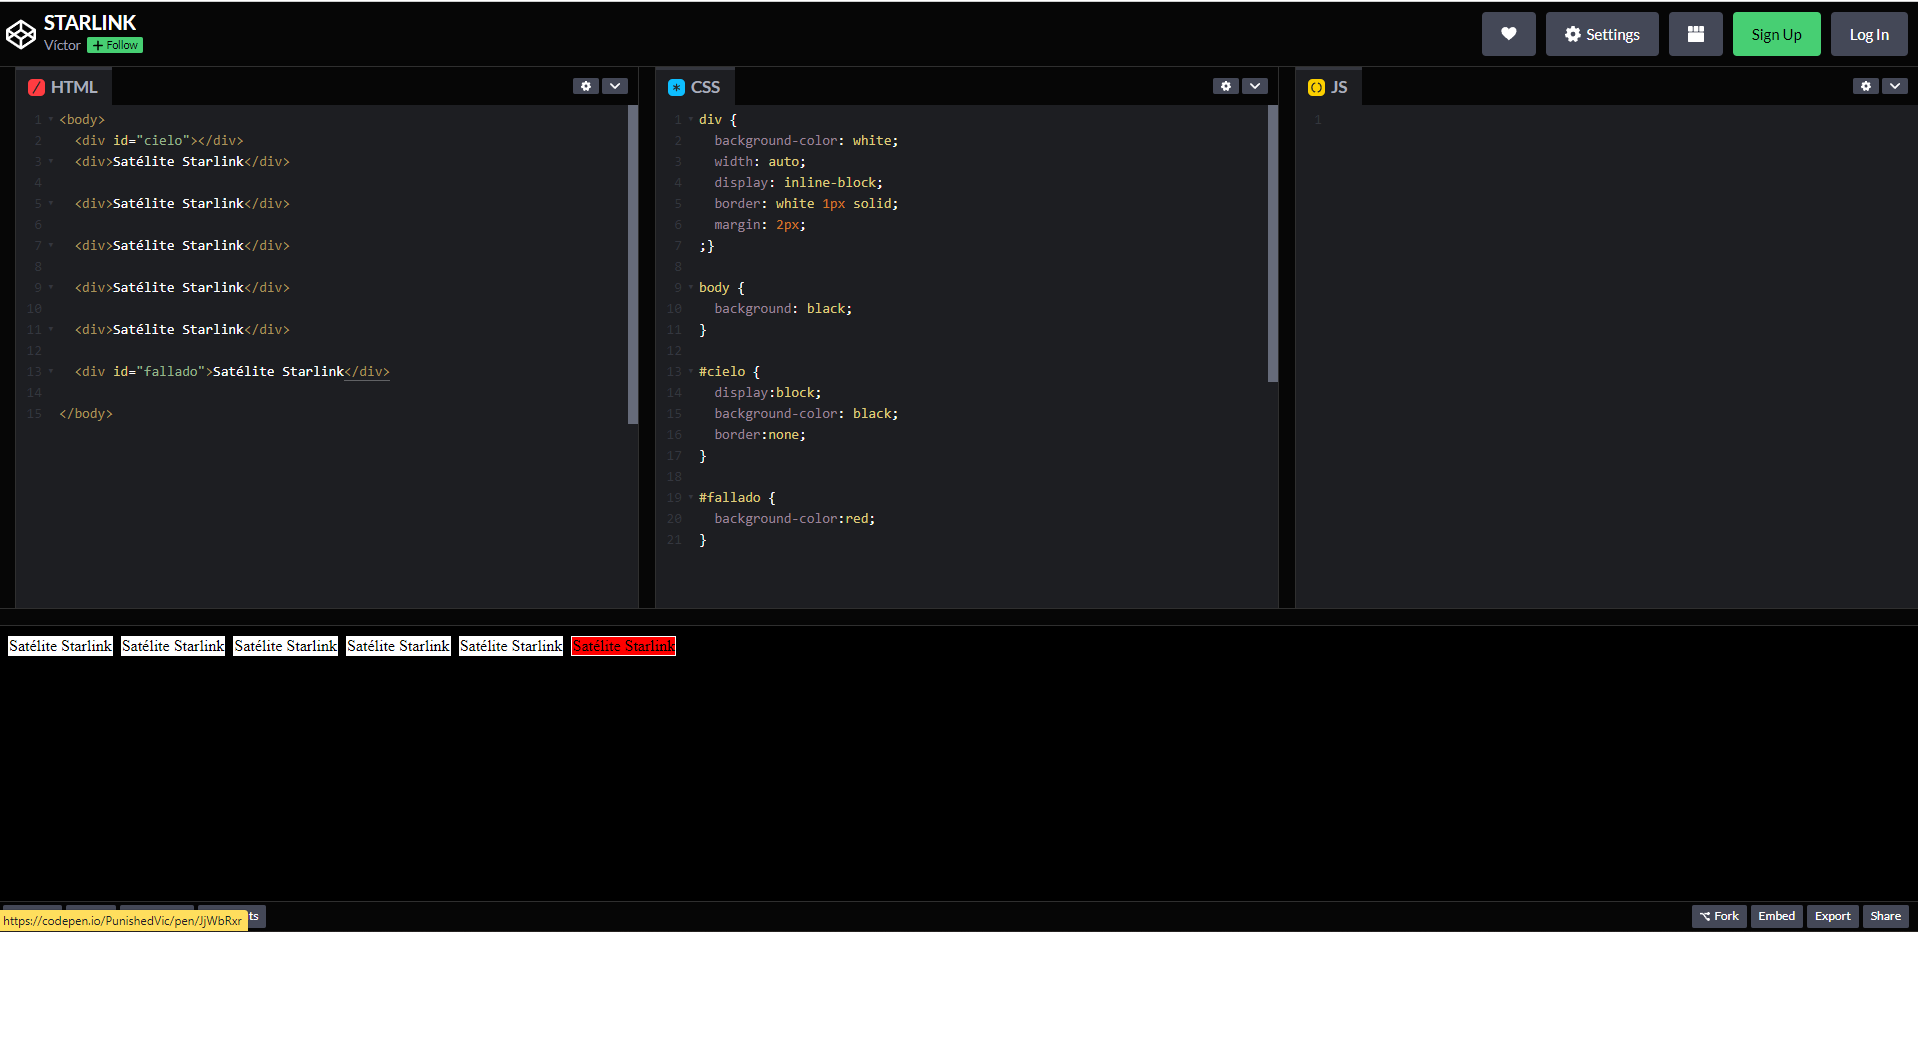 STARLINK
Víctor + Follow
Settings
Sign Up
Log In
HTML
1 <body>
2 <div id="cielo"></div>
3 <div>Satélite Starlink</div>
4
5 <div>Satélite Starlink</div>
6
7 <div>Satélite Starlink</div>
8
9 <div>Satélite Starlink</div>
10
11 <div>Satélite Starlink</div>
12
13 <div id="fallado">Satélite Starlink</div>
14
15 </body>
CSS
1 div {
2 background-color: white;
3 width: auto;
4 display: inline-block;
5 border: white 1px solid;
6 margin: 2px;
7 ;}
8
9 body {
10 background: black;
11 }
12
13 #cielo {
14 display:block;
15 background-color: black;
16 border:none;
17 }
18
19 #fallado {
20 background-color:red;
21 }
JS
1
Satélite Starlink Satélite Starlink Satélite Starlink Satélite Starlink Satélite Starlink Satélite Starlink
https://codepen.io/PunishedVic/pen/JjWbRxr
Fork Embed Export Share